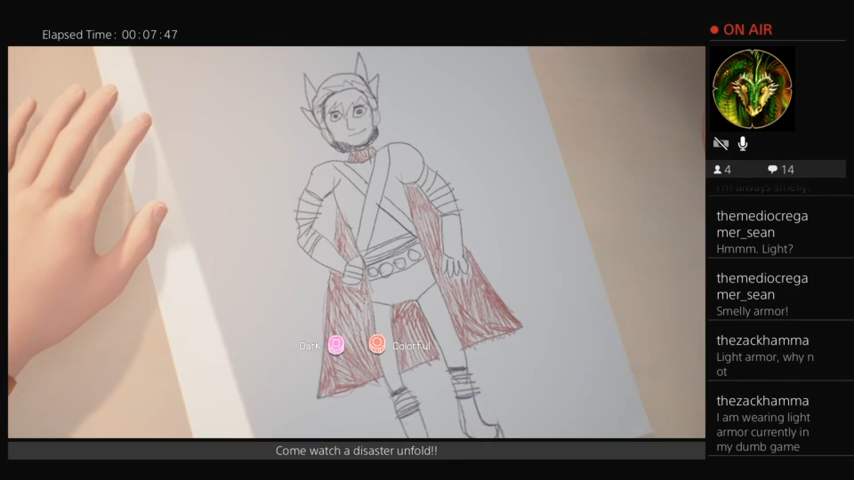 Elapsed Time: 00:07:47
ON AIR
4
14
I'm always smelly!
themediocrega
mer_sean
Hmmm. Light?
themediocrega
mer_sean
Smelly armor!
thezackhamma
Light armor, why n
ot
thezackhamma
I am wearing light
armor currently in
my dumb game
Dark
Colorful
Come watch a disaster unfold!!